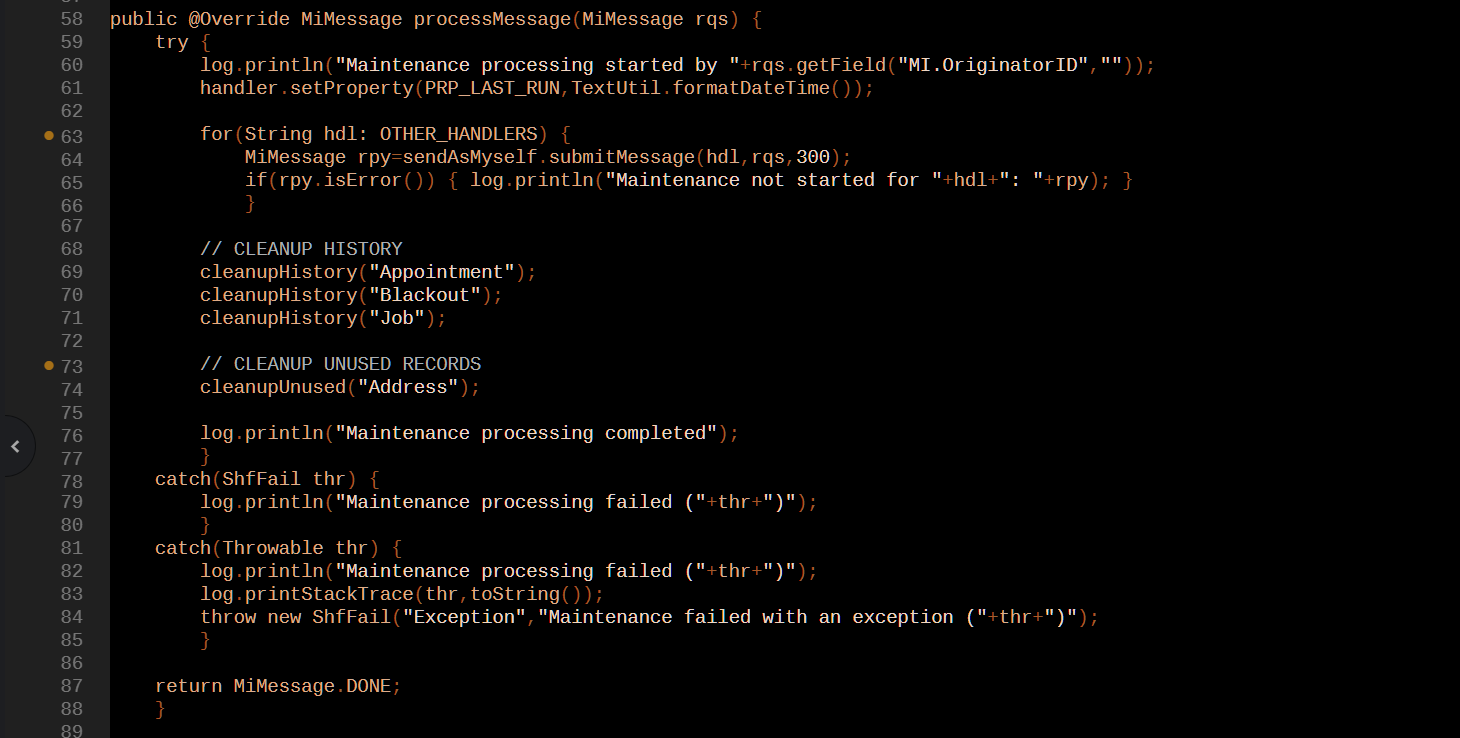 58 public @Override MiMessage processMessage(MiMessage rqs) {
59     try {
60         log.println("Maintenance processing started by "+rqs.getField("MI.OriginatorID",""));
61         handler.setProperty(PRP_LAST_RUN,TextUtil.formatDateTime());
62
63         for(String hdl: OTHER_HANDLERS) {
64             MiMessage rpy=sendAsMyself.submitMessage(hdl,rqs,300);
65             if(rpy.isError()) { log.println("Maintenance not started for "+hdl+": "+rpy); }
66             }
67
68         // CLEANUP HISTORY
69         cleanupHistory("Appointment");
70         cleanupHistory("Blackout");
71         cleanupHistory("Job");
72
73         // CLEANUP UNUSED RECORDS
74         cleanupUnused("Address");
75
76         log.println("Maintenance processing completed");
77         }
78     catch(ShfFail thr) {
79         log.println("Maintenance processing failed ("+thr+")");
80         }
81     catch(Throwable thr) {
82         log.println("Maintenance processing failed ("+thr+")");
83         log.printStackTrace(thr,toString());
84         throw new ShfFail("Exception","Maintenance failed with an exception ("+thr+")");
85         }
86
87     return MiMessage.DONE;
88     }
89